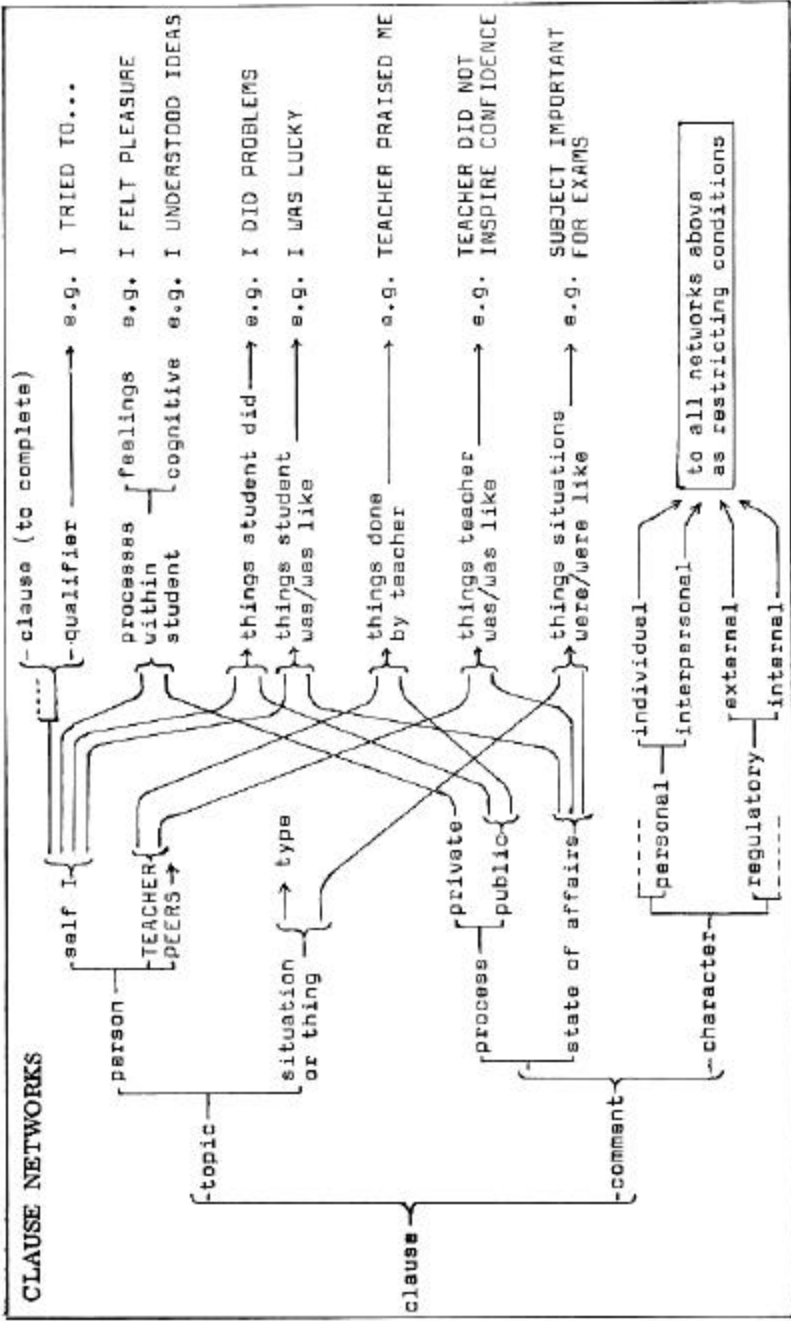 CLAUSE NETWORKS
clause
topic
comment
person
situation
or thing
process
state of affairs
character
self I
TEACHER
PEERS
type
private
public
personal
regulatory
individual
interpersonal
external
internal
clause (to complete)
qualifier
e.g. I TRIED TO...
processes
within
student
feelings
e.g. I FELT PLEASURE
cognitive
e.g. I UNDERSTOOD IDEAS
things student did
e.g. I DID PROBLEMS
things student
was/was like
e.g. I WAS LUCKY
things done
by teacher
e.g. TEACHER PRAISED ME
things teacher
was/was like
e.g. TEACHER DID NOT
INSPIRE CONFIDENCE
things situations
were/were like
e.g. SUBJECT IMPORTANT
FOR EXAMS
to all networks above
as restricting conditions